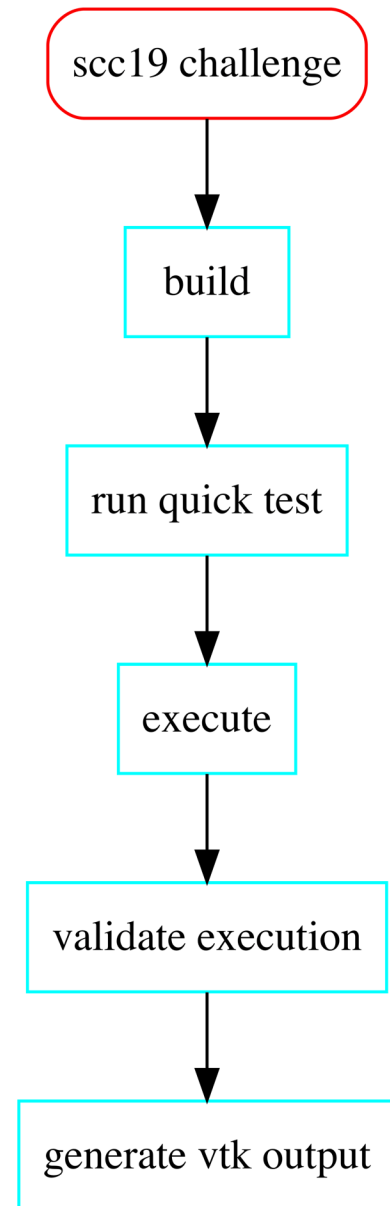 scc19 challenge
build
run quick test
execute
validate execution
generate vtk output